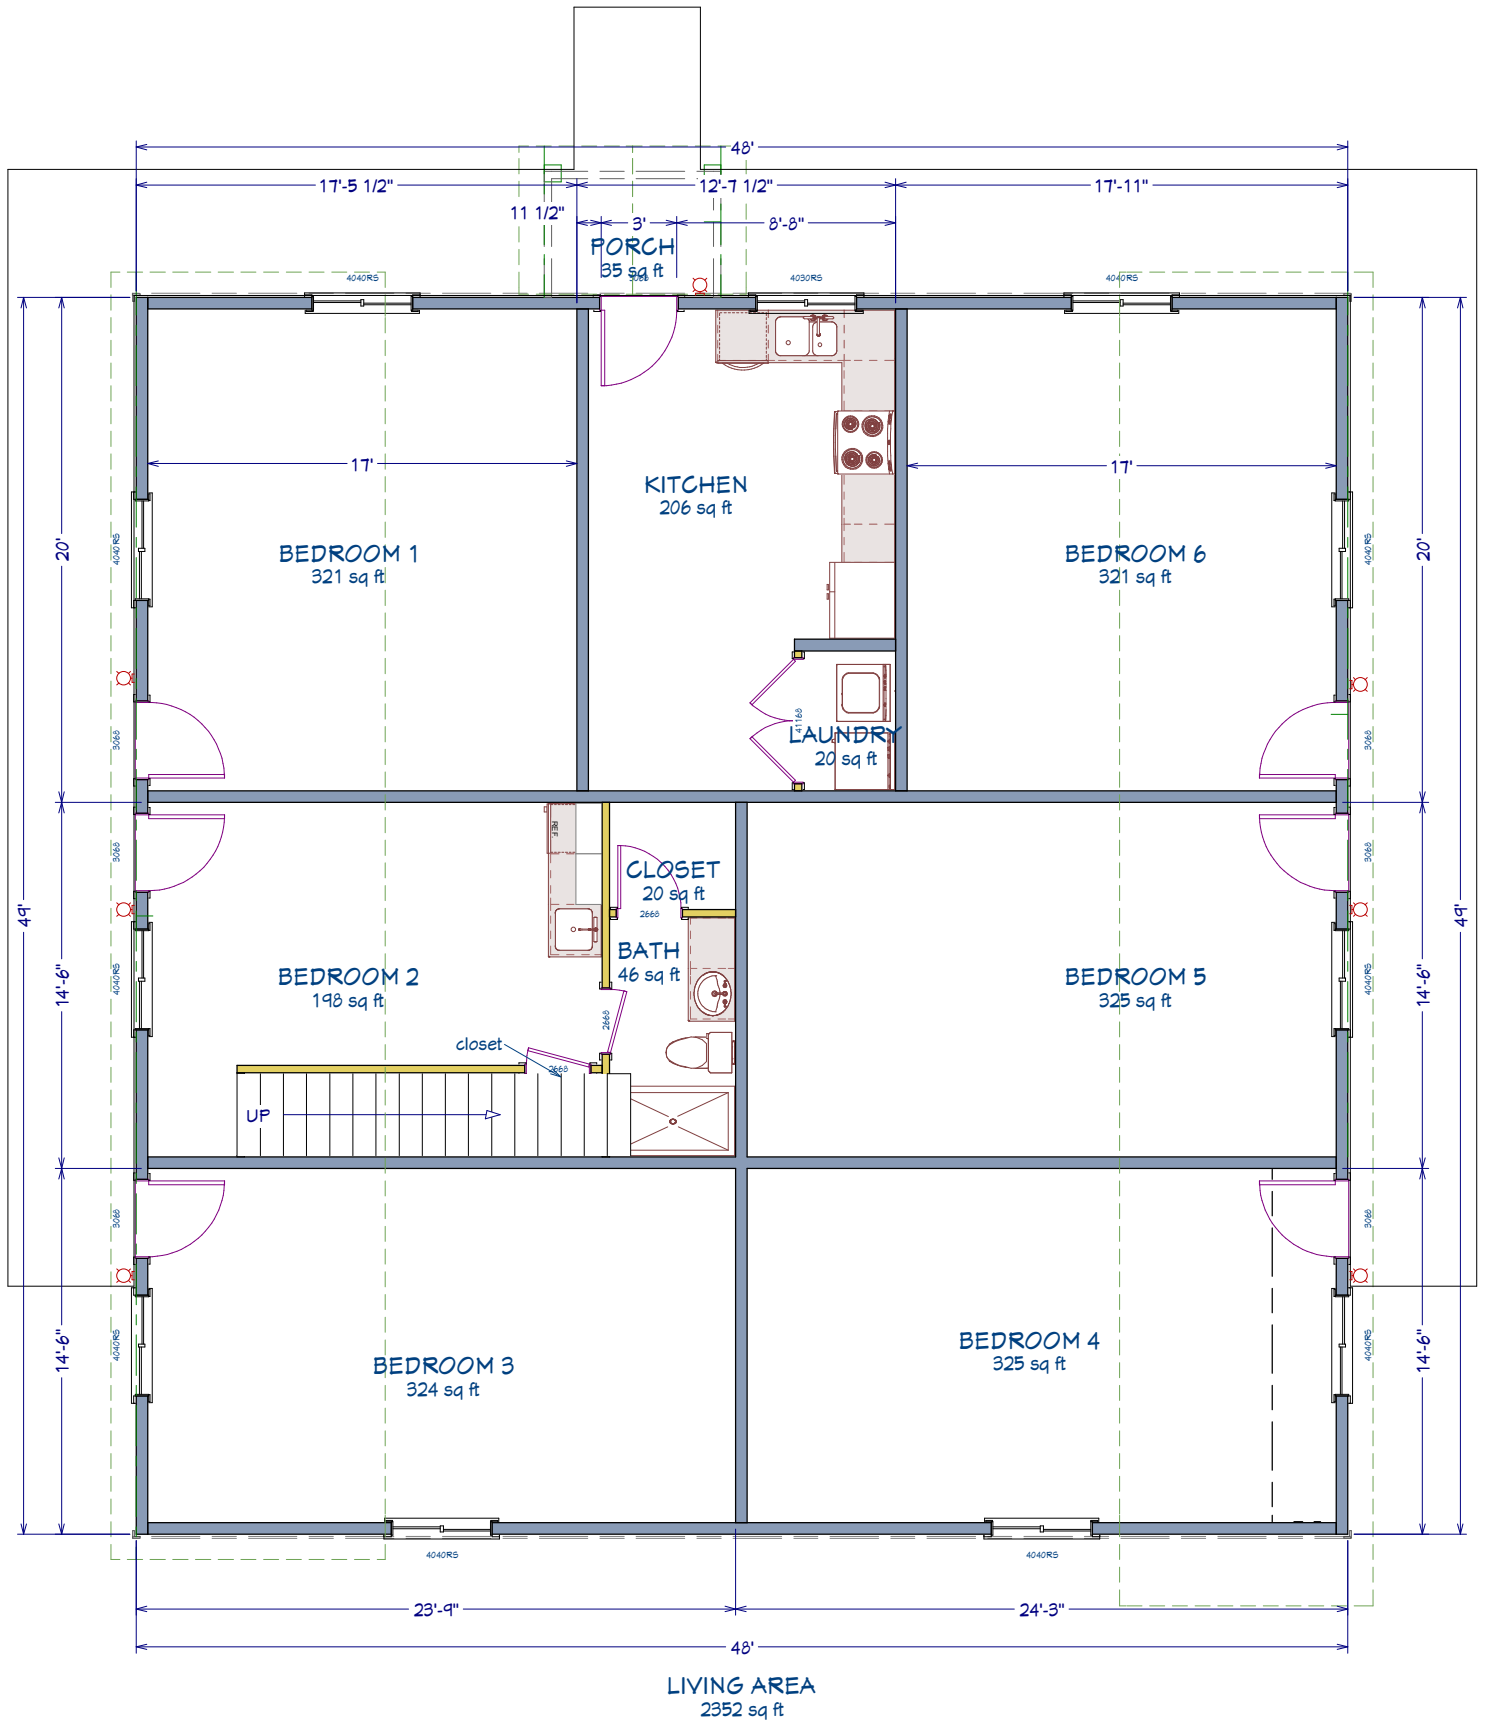 48'
17'-5 1/2"
12'-7 1/2"
17'-11"
11 1/2"
3'
8'-8"
PORCH
35 sq ft
3068
4040RS
4030RS
4040RS
17'
17'
KITCHEN
206 sq ft
20'
20'
4040RS
4040RS
BEDROOM 1
321 sq ft
BEDROOM 6
321 sq ft
41168
LAUNDRY
20 sq ft
3068
3068
REF.
3068
3068
CLOSET
20 sq ft
2668
49'
49'
BATH
46 sq ft
14'-6"
14'-6"
4040RS
4040RS
BEDROOM 2
198 sq ft
BEDROOM 5
325 sq ft
2668
closet
2668
UP
3068
3068
14'-6"
14'-6"
4040RS
4040RS
BEDROOM 4
325 sq ft
BEDROOM 3
324 sq ft
4040RS
4040RS
23'-9"
24'-3"
48'
LIVING AREA
2352 sq ft